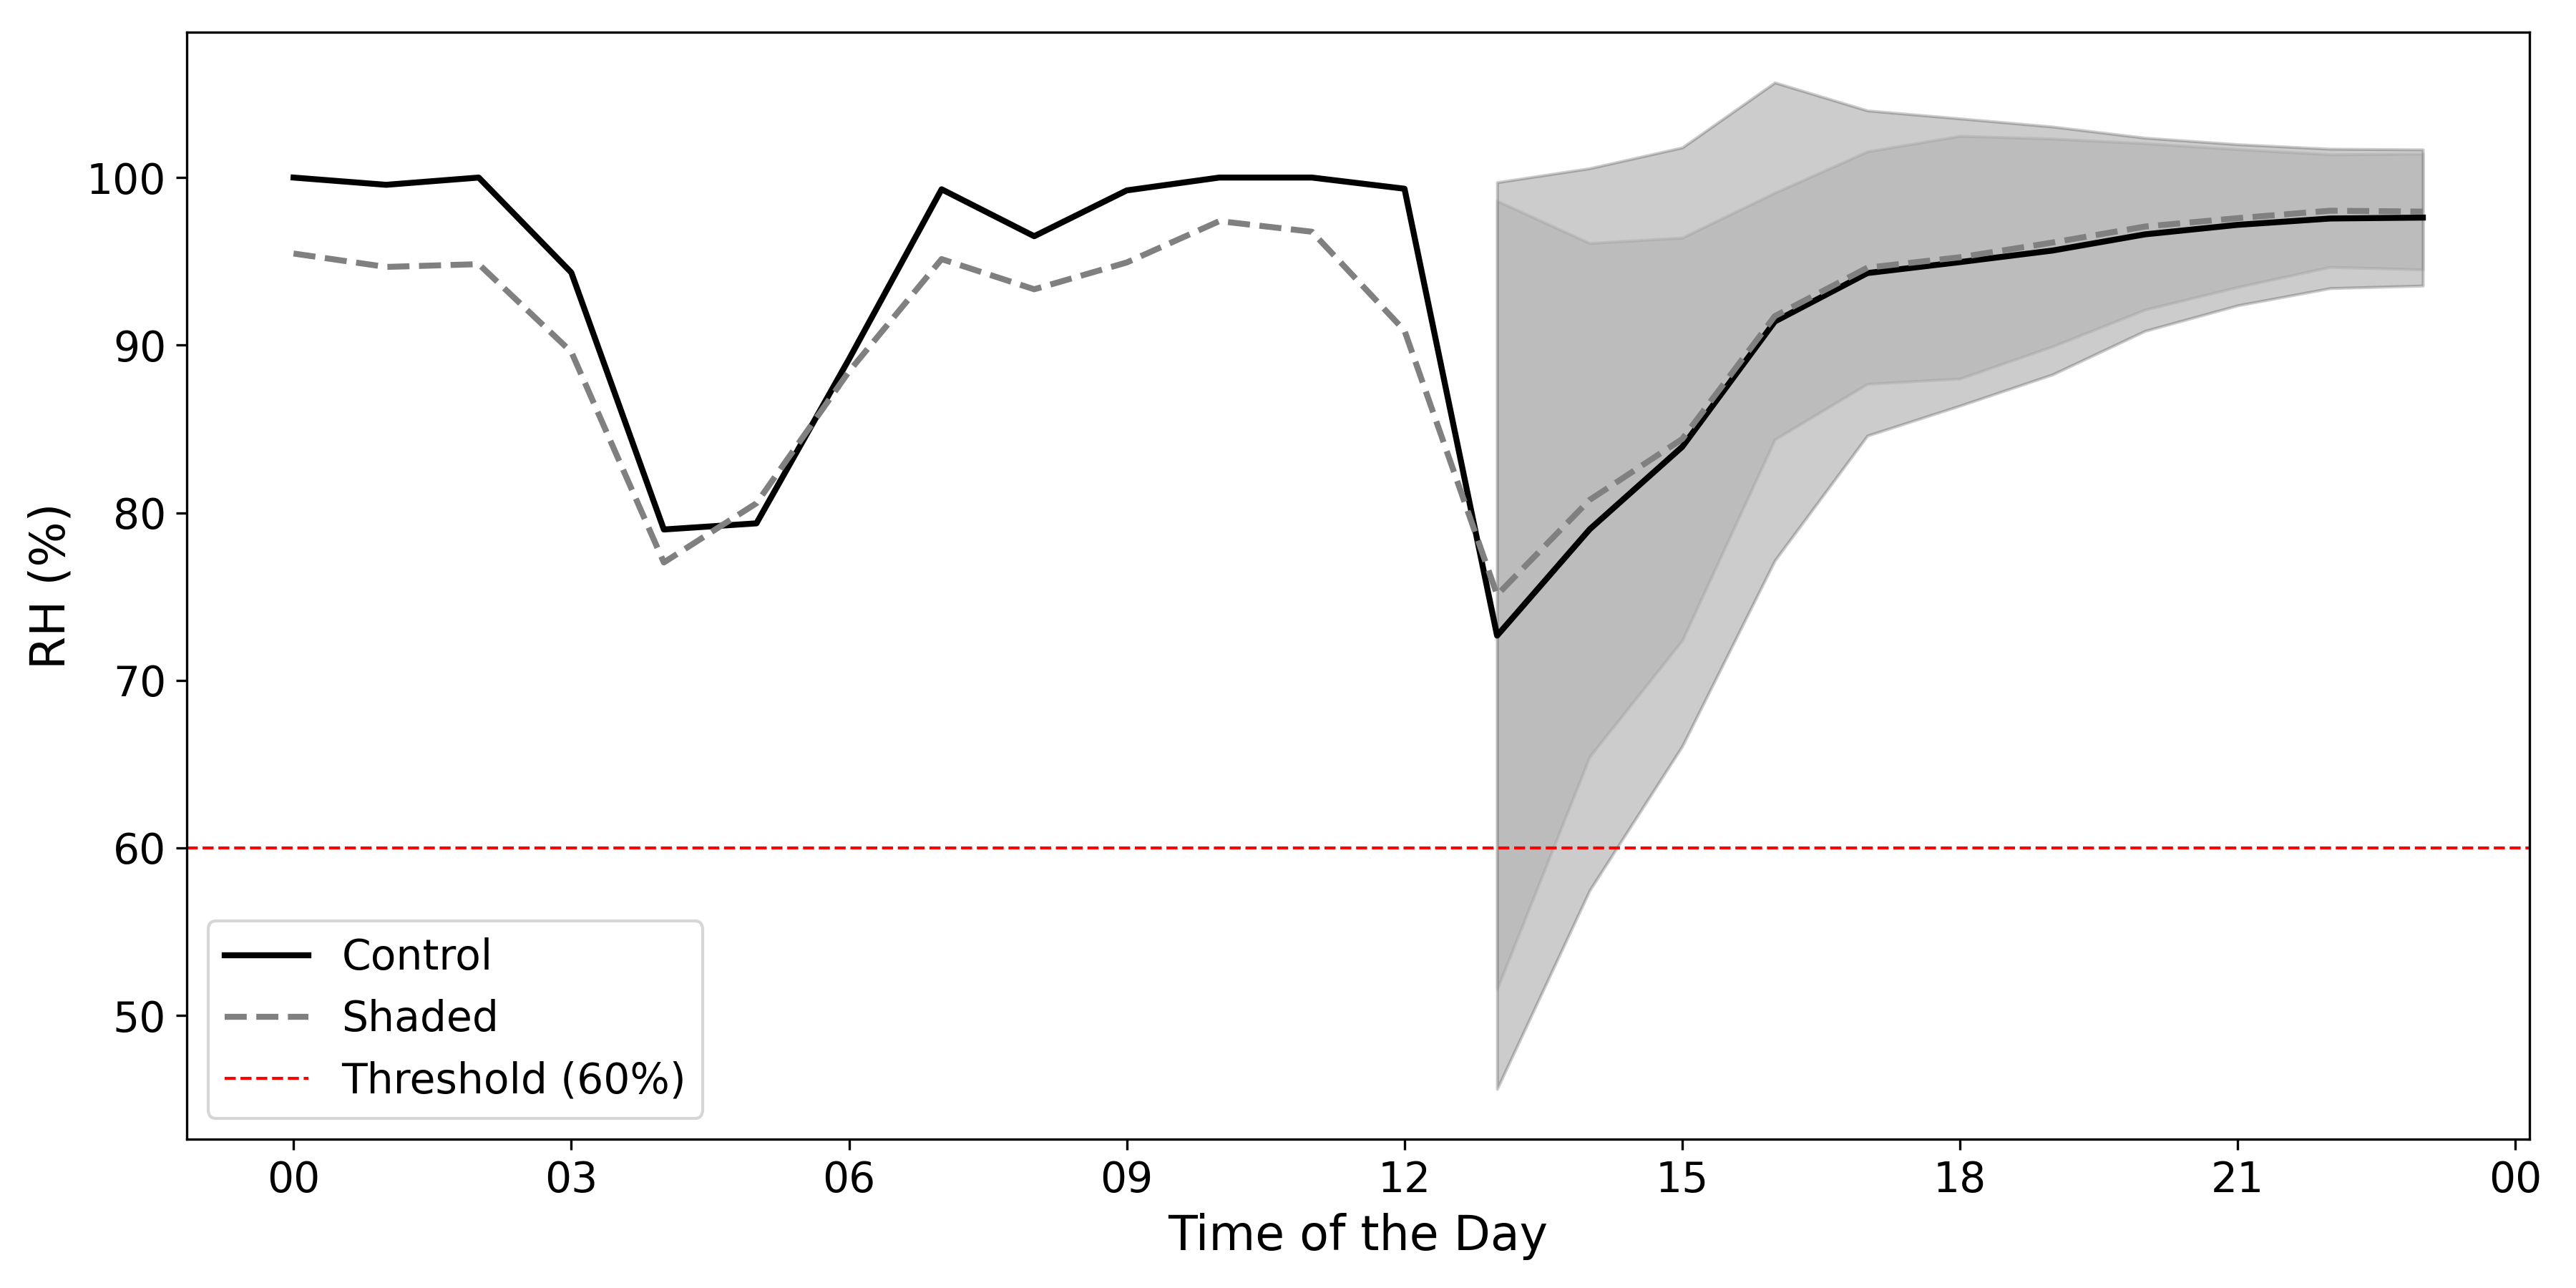 100
90
80
70
60
50
RH (%)
Control
Shaded
Threshold (60%)
00 03 06 09 12 15 18 21 00
Time of the Day